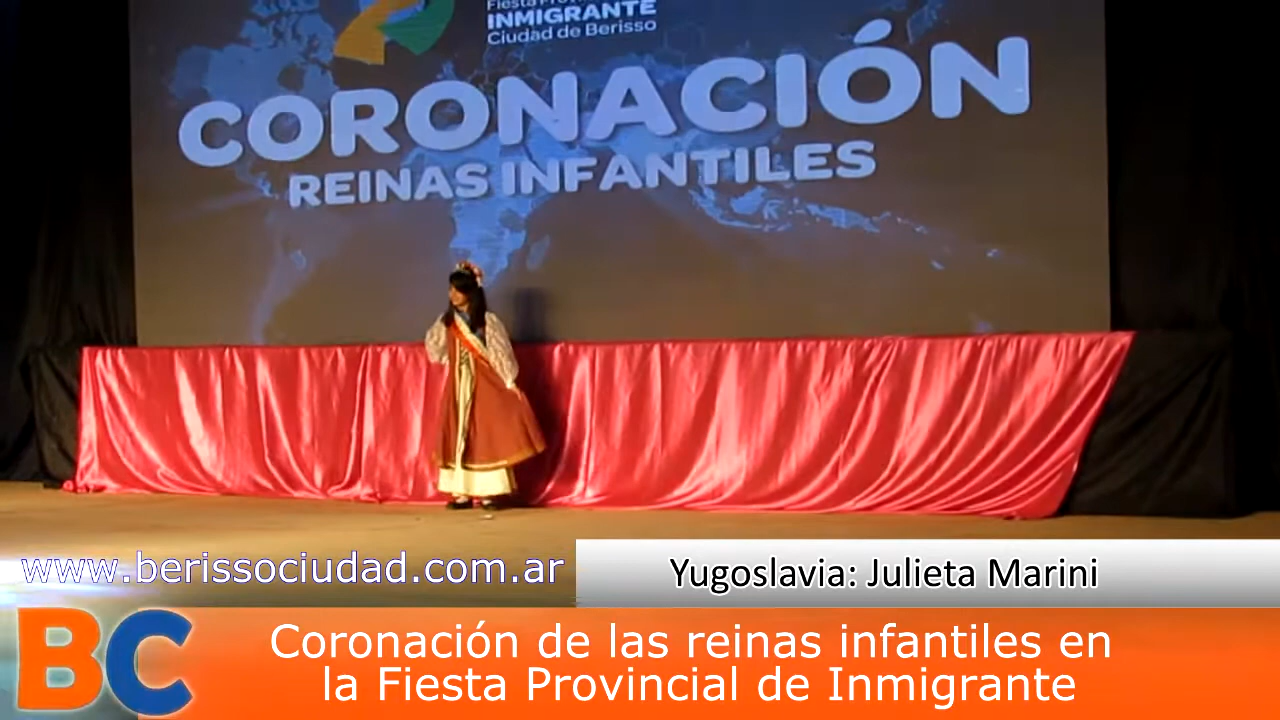 Fiesta
INMIGRANTE
Ciudad de Berisso
CORONACIÓN
REINAS INFANTILES
www.berissociudad.com.ar
Yugoslavia: Julieta Marini
BC
Coronación de las reinas infantiles en
la Fiesta Provincial de Inmigrante